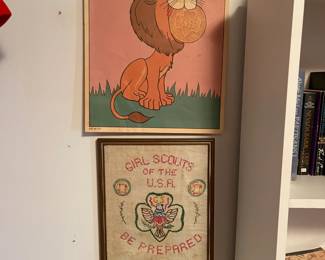 GIRL SCOUTS
OF THE
U.S.A.
BE PREPARED